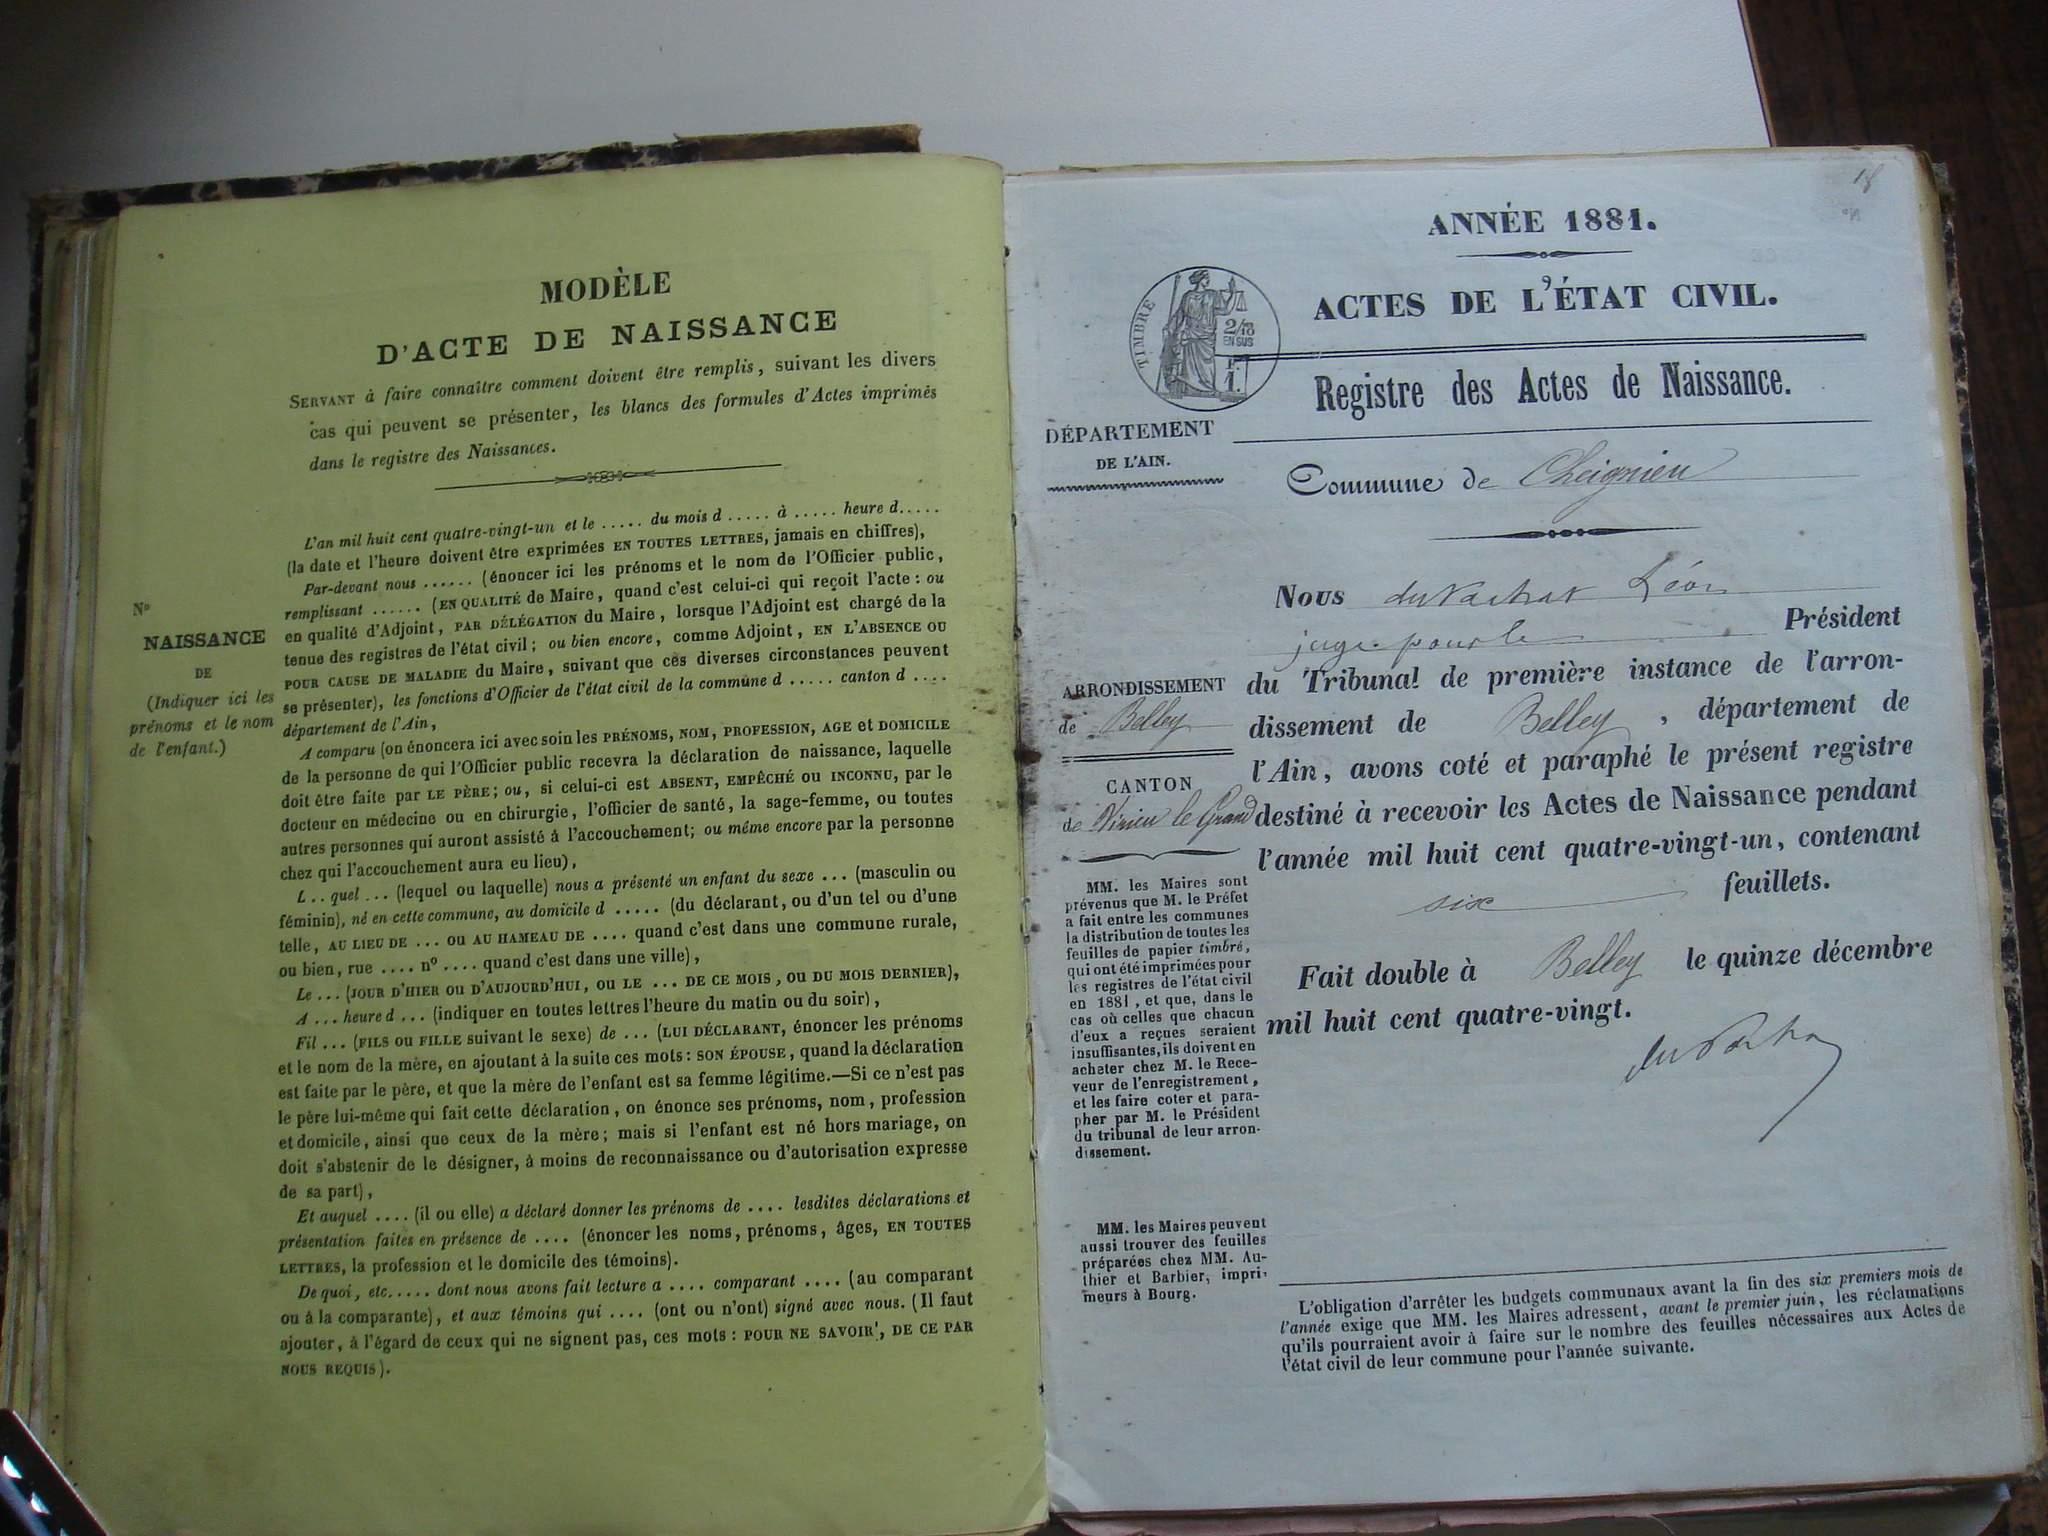 MODÈLE
D'ACTE DE NAISSANCE
SERVANT à faire connaître comment doivent être remplis, suivant les divers
cas qui peuvent se présenter, les blancs des formules d'Actes imprimés
dans le registre des Naissances.
L'an mil huit cent quatre-vingt-un et le ..... du mois d ..... à ..... heure d.....
(la date et l'heure doivent être exprimées EN TOUTES LETTRES, jamais en chiffres),
Par-devant nous ...... (énoncer ici les prénoms et le nom de l'Officier public,
remplissant ...... (EN QUALITÉ de Maire, quand c'est celui-ci qui reçoit l'acte : ou
en qualité d'Adjoint, PAR DÉLÉGATION du Maire, lorsque l'Adjoint est chargé de la
tenue des registres de l'état civil ; ou bien encore, comme Adjoint, EN L'ABSENCE OU
POUR CAUSE DE MALADIE du Maire, suivant que ces diverses circonstances peuvent
se présenter), les fonctions d'Officier de l'état civil de la commune d ..... canton d ....
département de l'Ain,
A comparu (on énoncera ici avec soin les PRÉNOMS, NOM, PROFESSION, AGE et DOMICILE
de la personne de qui l'Officier public recevra la déclaration de naissance, laquelle
doit être faite par LE PÈRE ; ou, si celui-ci est ABSENT, EMPÊCHÉ OU INCONNU, par le
docteur en médecine ou en chirurgie, l'officier de santé, la sage-femme, ou toutes
autres personnes qui auront assisté à l'accouchement; ou même encore par la personne
chez qui l'accouchement aura eu lieu),
L .. quel ... (lequel ou laquelle) nous a présenté un enfant du sexe ... (masculin ou
féminin), né en cette commune, au domicile d ..... (du déclarant, ou d'un tel ou d'une
telle, AU LIEU DE ... OU AU HAMEAU DE .... quand c'est dans une commune rurale,
ou bien, rue .... nº .... quand c'est dans une ville),
Le ... (JOUR D'HIER OU D'AUJOURD'HUI, OU LE ... DE CE MOIS, OU DU MOIS DERNIER),
A ... heure d ... (indiquer en toutes lettres l'heure du matin ou du soir),
Fil ... (FILS OU FILLE suivant le sexe) de ... (LUI DÉCLARANT, énoncer les prénoms
et le nom de la mère, en ajoutant à la suite ces mots : SON ÉPOUSE, quand la déclaration
est faite par le père, et que la mère de l'enfant est sa femme légitime.—Si ce n'est pas
le père lui-même qui fait cette déclaration, on énonce ses prénoms, nom, profession
et domicile, ainsi que ceux de la mère ; mais si l'enfant est né hors mariage, on
doit s'abstenir de le désigner, à moins de reconnaissance ou d'autorisation expresse
de sa part),
Et auquel .... (il ou elle) a déclaré donner les prénoms de .... lesdites déclarations et
présentation faites en présence de .... (énoncer les noms, prénoms, âges, EN TOUTES
LETTRES, la profession et le domicile des témoins).
De quoi, etc..... dont nous avons fait lecture a .... comparant .... (au comparant
ou à la comparante), et aux témoins qui .... (ont ou n'ont) signé avec nous. (Il faut
ajouter, à l'égard de ceux qui ne signent pas, ces mots : POUR NE SAVOIR, DE CE PAR
NOUS REQUIS).
Nº
NAISSANCE
DE
(Indiquer ici les
prénoms et le nom
de l'enfant.)
18
ANNÉE 1881.
ACTES DE L'ÉTAT CIVIL.
TIMBRE
2/10
EN SUS
F.
1.
Registre des Actes de Naissance.
DÉPARTEMENT
DE L'AIN.
Commune de Cheignieu
Nous Léon
juge pour le Président
du Tribunal de première instance de l'arron-
dissement de Belley, département de
l'Ain, avons coté et paraphé le présent registre
destiné à recevoir les Actes de Naissance pendant
l'année mil huit cent quatre-vingt-un, contenant
six feuillets.
Fait double à Belley le quinze décembre
mil huit cent quatre-vingt.
ARRONDISSEMENT
de Belley
CANTON
de Virieu le Grand
MM. les Maires sont
prévenus que M. le Préfet
a fait entre les communes
la distribution de toutes les
feuilles de papier timbré,
qui ont été imprimées pour
les registres de l'état civil
en 1881, et que, dans le
cas où celles que chacun
d'eux a reçues seraient
insuffisantes, ils doivent en
acheter chez M. le Rece-
veur de l'enregistrement,
et les faire coter et para-
pher par M. le Président
du tribunal de leur arron-
dissement.
MM. les Maires peuvent
aussi trouver des feuilles
préparées chez MM. Au-
thier et Barbier, impri-
meurs à Bourg.
L'obligation d'arrêter les budgets communaux avant la fin des six premiers mois de
l'année exige que MM. les Maires adressent, avant le premier juin, les réclamations
qu'ils pourraient avoir à faire sur le nombre des feuilles nécessaires aux Actes de
l'état civil de leur commune pour l'année suivante.